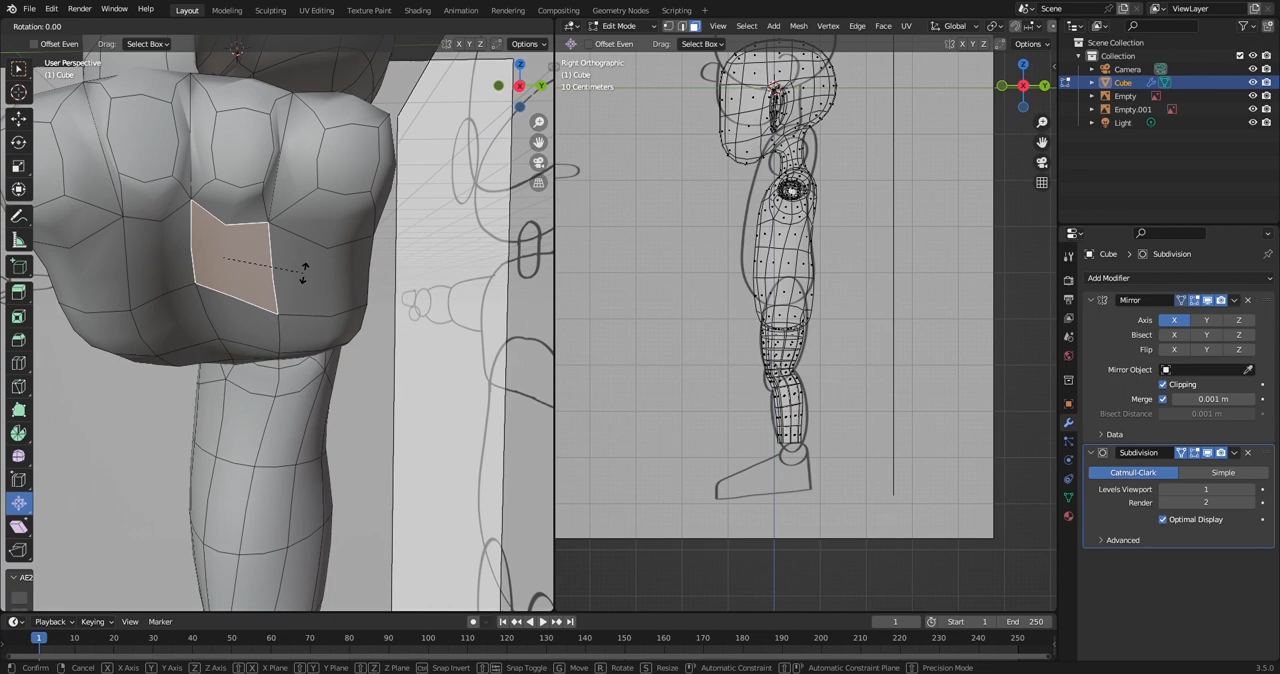 File Edit Render Window Help Layout Modeling Sculpting UV Editing Texture Paint Shading Animation Rendering Compositing Geometry Nodes Scripting + Scene ViewLayer
Rotation: 0.00
Edit Mode View Select Add Mesh Vertex Edge Face UV Global
Offset Even Drag: Select Box X Y Z Options
Offset Even Drag: Select Box X Y Z Options
User Perspective
(1) Cube
Z
Y
X
Right Orthographic
(1) Cube
10 Centimeters
Z
X
Y
Scene Collection
Collection
Camera
Cube
Empty
Empty.001
Light
Cube > Subdivision
Add Modifier
Mirror
Axis X Y Z
Bisect X Y Z
Flip X Y Z
Mirror Object
Clipping
Merge 0.001 m
Bisect Distance 0.001 m
Data
Subdivision
Catmull-Clark Simple
Levels Viewport 1
Render 2
Optimal Display
Advanced
AE2
Playback Keying View Marker 1 Start 1 End 250
1 10 20 30 40 50 60 70 80 90 100 110 120 130 140 150 160 170 180 190 200 210 220 230 240 250
Confirm Cancel X X Axis Y Y Axis Z Z Axis X X Plane Y Y Plane Z Z Plane Ctrl Snap Invert Snap Toggle G Move R Rotate S Resize Automatic Constraint Automatic Constraint Plane Precision Mode 3.5.0